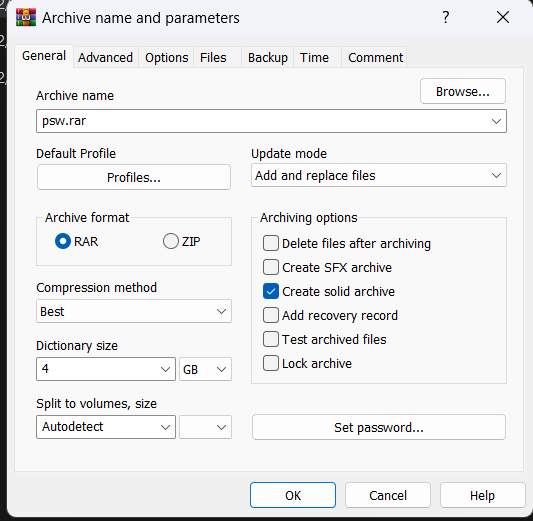 Archive name and parameters ?
General Advanced Options Files Backup Time Comment
Archive name
Browse...
psw.rar
Default Profile
Update mode
Profiles...
Add and replace files
Archive format
RAR ZIP
Archiving options
Delete files after archiving
Create SFX archive
Create solid archive
Add recovery record
Test archived files
Lock archive
Compression method
Best
Dictionary size
4 GB
Split to volumes, size
Autodetect
Set password...
OK Cancel Help